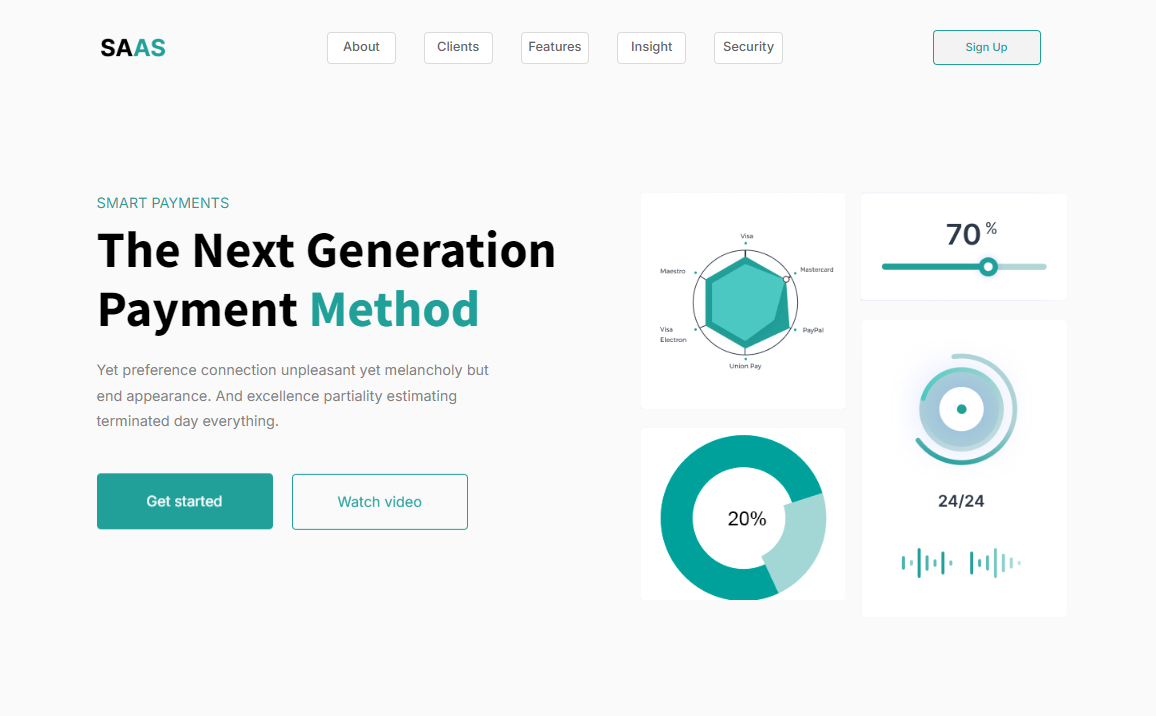 SAAS
About
Clients
Features
Insight
Security
Sign Up
SMART PAYMENTS
The Next Generation
Payment Method
Yet preference connection unpleasant yet melancholy but
end appearance. And excellence partiality estimating
terminated day everything.
Get started
Watch video
Visa
Mastercard
PayPal
Union Pay
Visa
Electron
Maestro
70%
20%
24/24